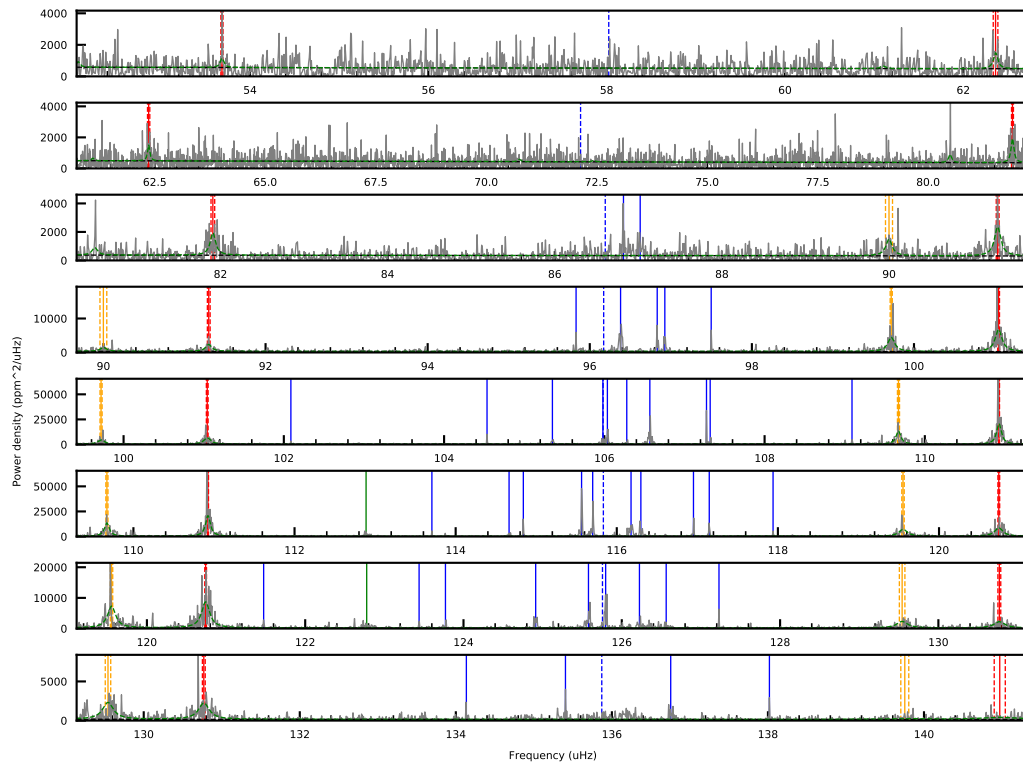 4000
2000
0
54 56 58 60 62
4000
2000
0
62.5 65.0 67.5 70.0 72.5 75.0 77.5 80.0
4000
2000
0
82 84 86 88 90
10000
0
90 92 94 96 98 100
50000
25000
0
100 102 104 106 108 110
50000
25000
0
110 112 114 116 118 120
20000
10000
0
120 122 124 126 128 130
5000
0
130 132 134 136 138 140
Power density (ppm^2/uHz)
Frequency (uHz)